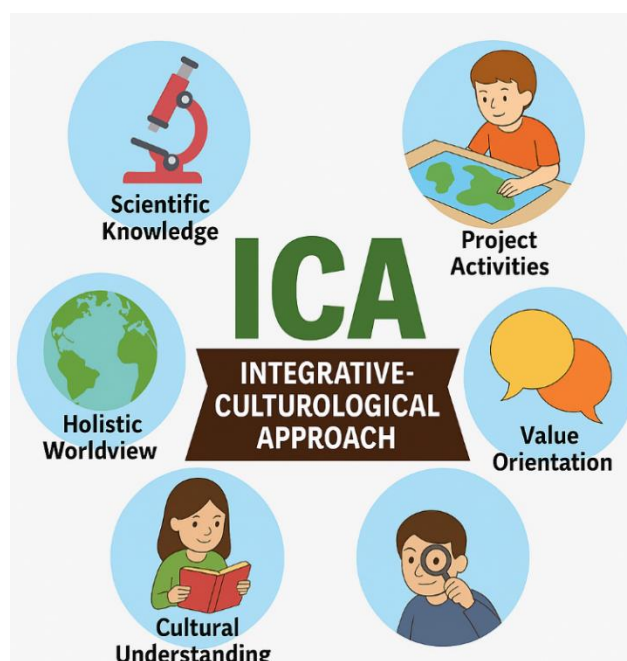 Scientific
Knowledge
Project
Activities
ICA
INTEGRATIVE-
CULTUROLOGICAL
APPROACH
Holistic
Worldview
Value
Orientation
Cultural
Understanding